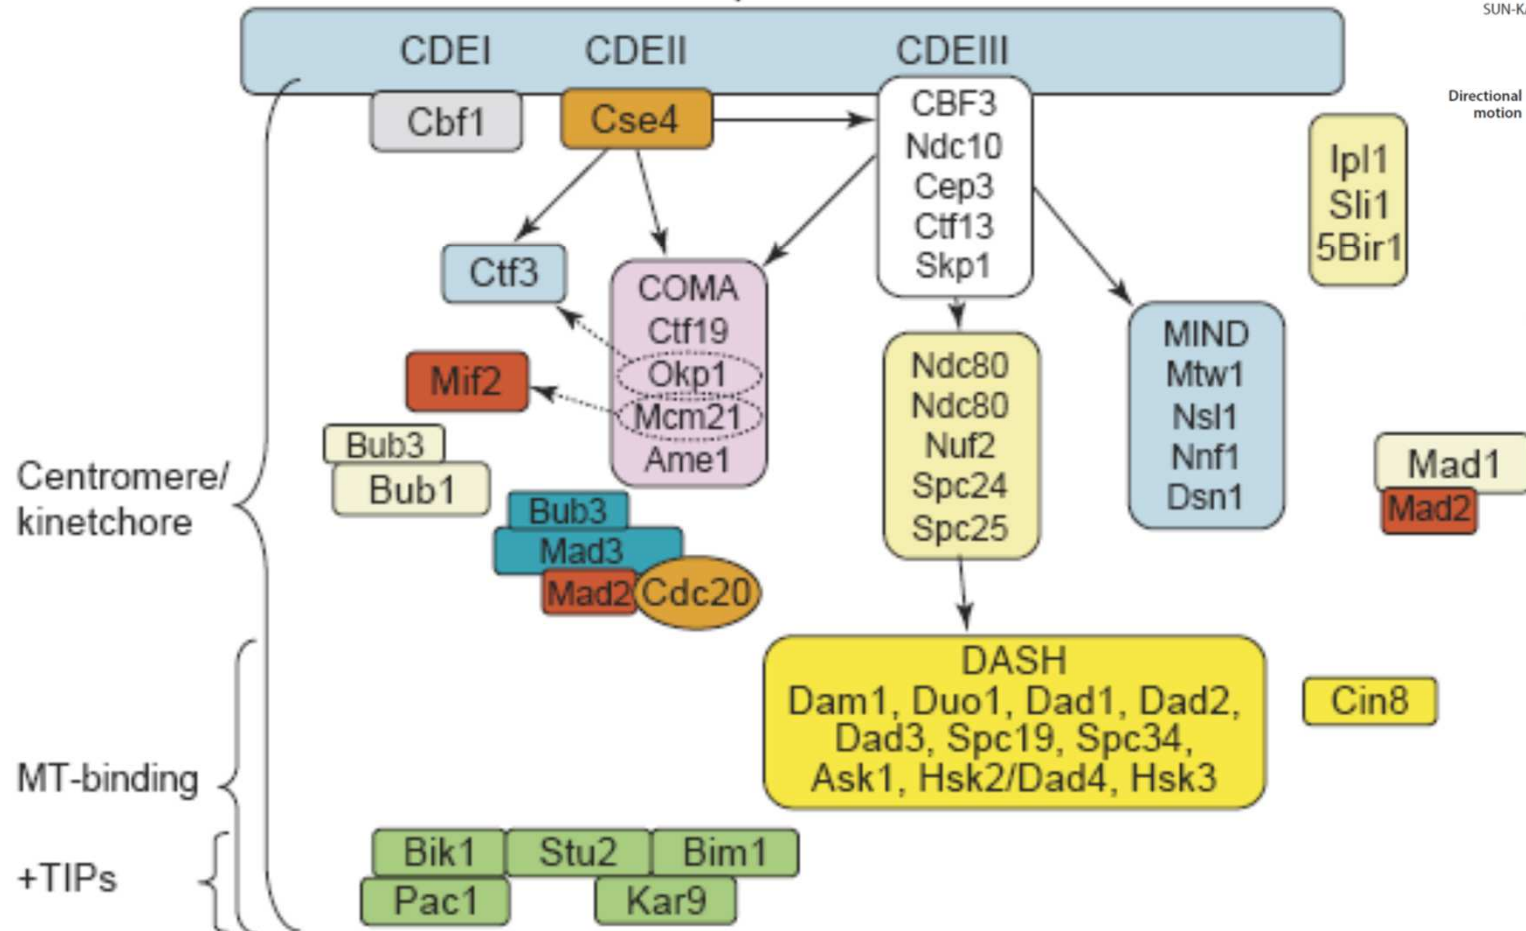 SUN-KA
CDEI
CDEII
CDEIII
Directional
motion
Cbf1
Cse4
CBF3
Ndc10
Cep3
Ctf13
Skp1
Ipl1
Sli1
5Bir1
Ctf3
COMA
Ctf19
Okp1
Mcm21
Ame1
Mif2
Ndc80
Ndc80
Nuf2
Spc24
Spc25
MIND
Mtw1
Nsl1
Nnf1
Dsn1
Bub3
Bub1
Mad1
Mad2
Centromere/
kinetchore
Bub3
Mad3
Mad2
Cdc20
DASH
Dam1, Duo1, Dad1, Dad2,
Dad3, Spc19, Spc34,
Ask1, Hsk2/Dad4, Hsk3
Cin8
MT-binding
+TIPs
Bik1
Stu2
Bim1
Pac1
Kar9